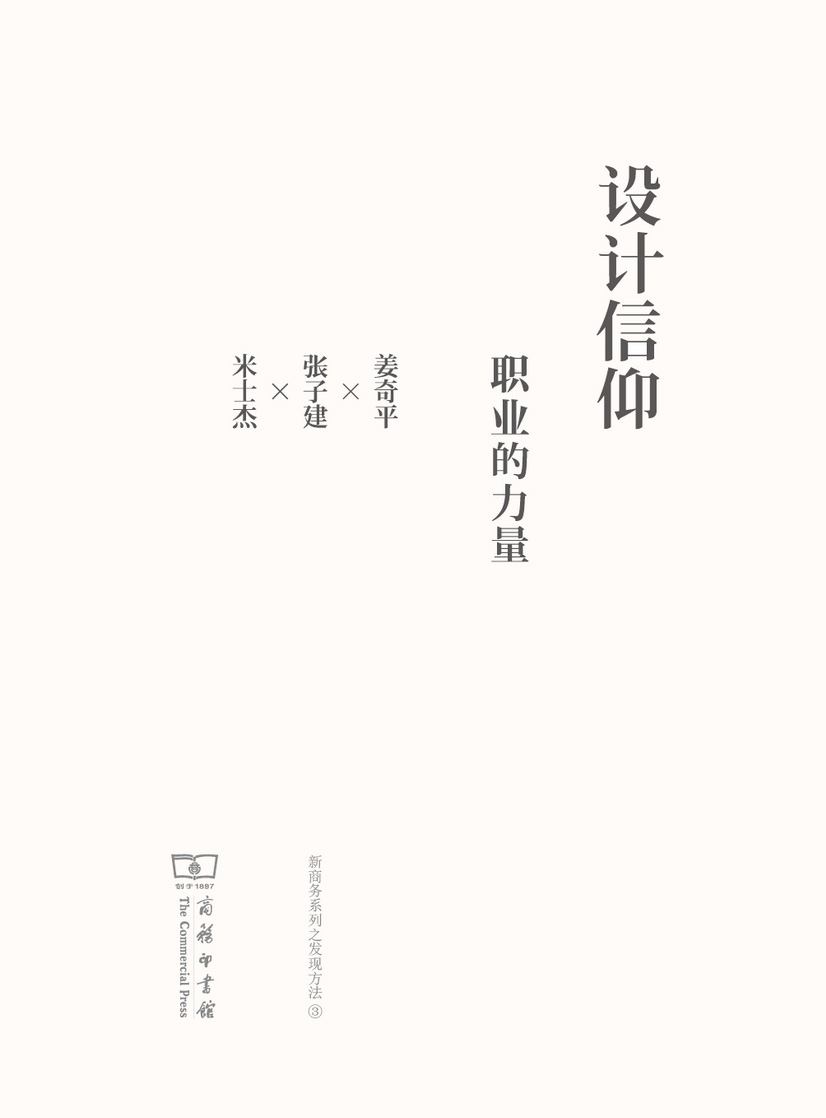 设计信仰
职业的力量
姜奇平
×
张子建
×
米士杰
新商务系列之发现方法③
创于1897
商務印書館
The Commercial Press